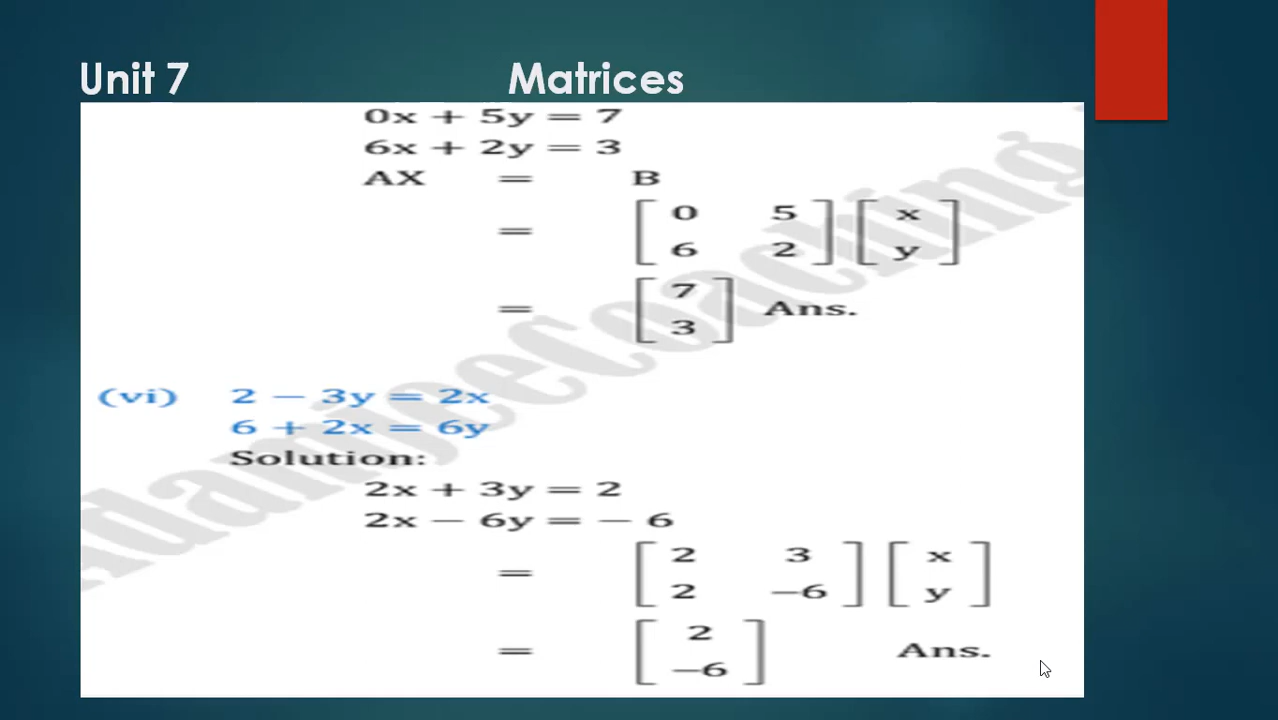 Unit 7 Matrices
0x + 5y = 7
6x + 2y = 3
AX = B
= [ 0 5 ] [ x ]
[ 6 2 ] [ y ]
= [ 7 ] Ans.
[ 3 ]
(vi) 2 − 3y = 2x
6 + 2x = 6y
Solution:
2x + 3y = 2
2x − 6y = − 6
= [ 2 3 ] [ x ]
[ 2 −6 ] [ y ]
= [ 2 ] Ans.
[ −6 ]